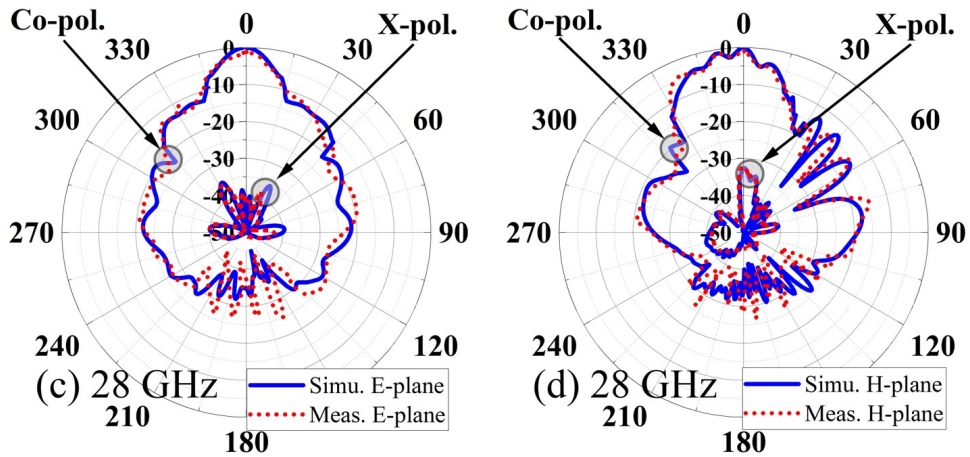 Co-pol. 0 X-pol.
330 0 30
-10
300 -20 60
-30
-40
270 -50 90
240 120
(c) 28 GHz
Simu. E-plane
Meas. E-plane
210
180
Co-pol. 0 X-pol.
330 0 30
-10
300 -20 60
-30
-40
270 -50 90
240 120
(d) 28 GHz
Simu. H-plane
Meas. H-plane
210
180